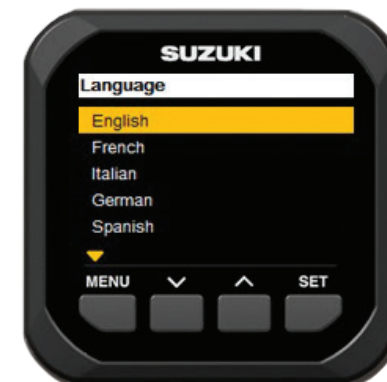 SUZUKI
Language
English
French
Italian
German
Spanish
MENU SET